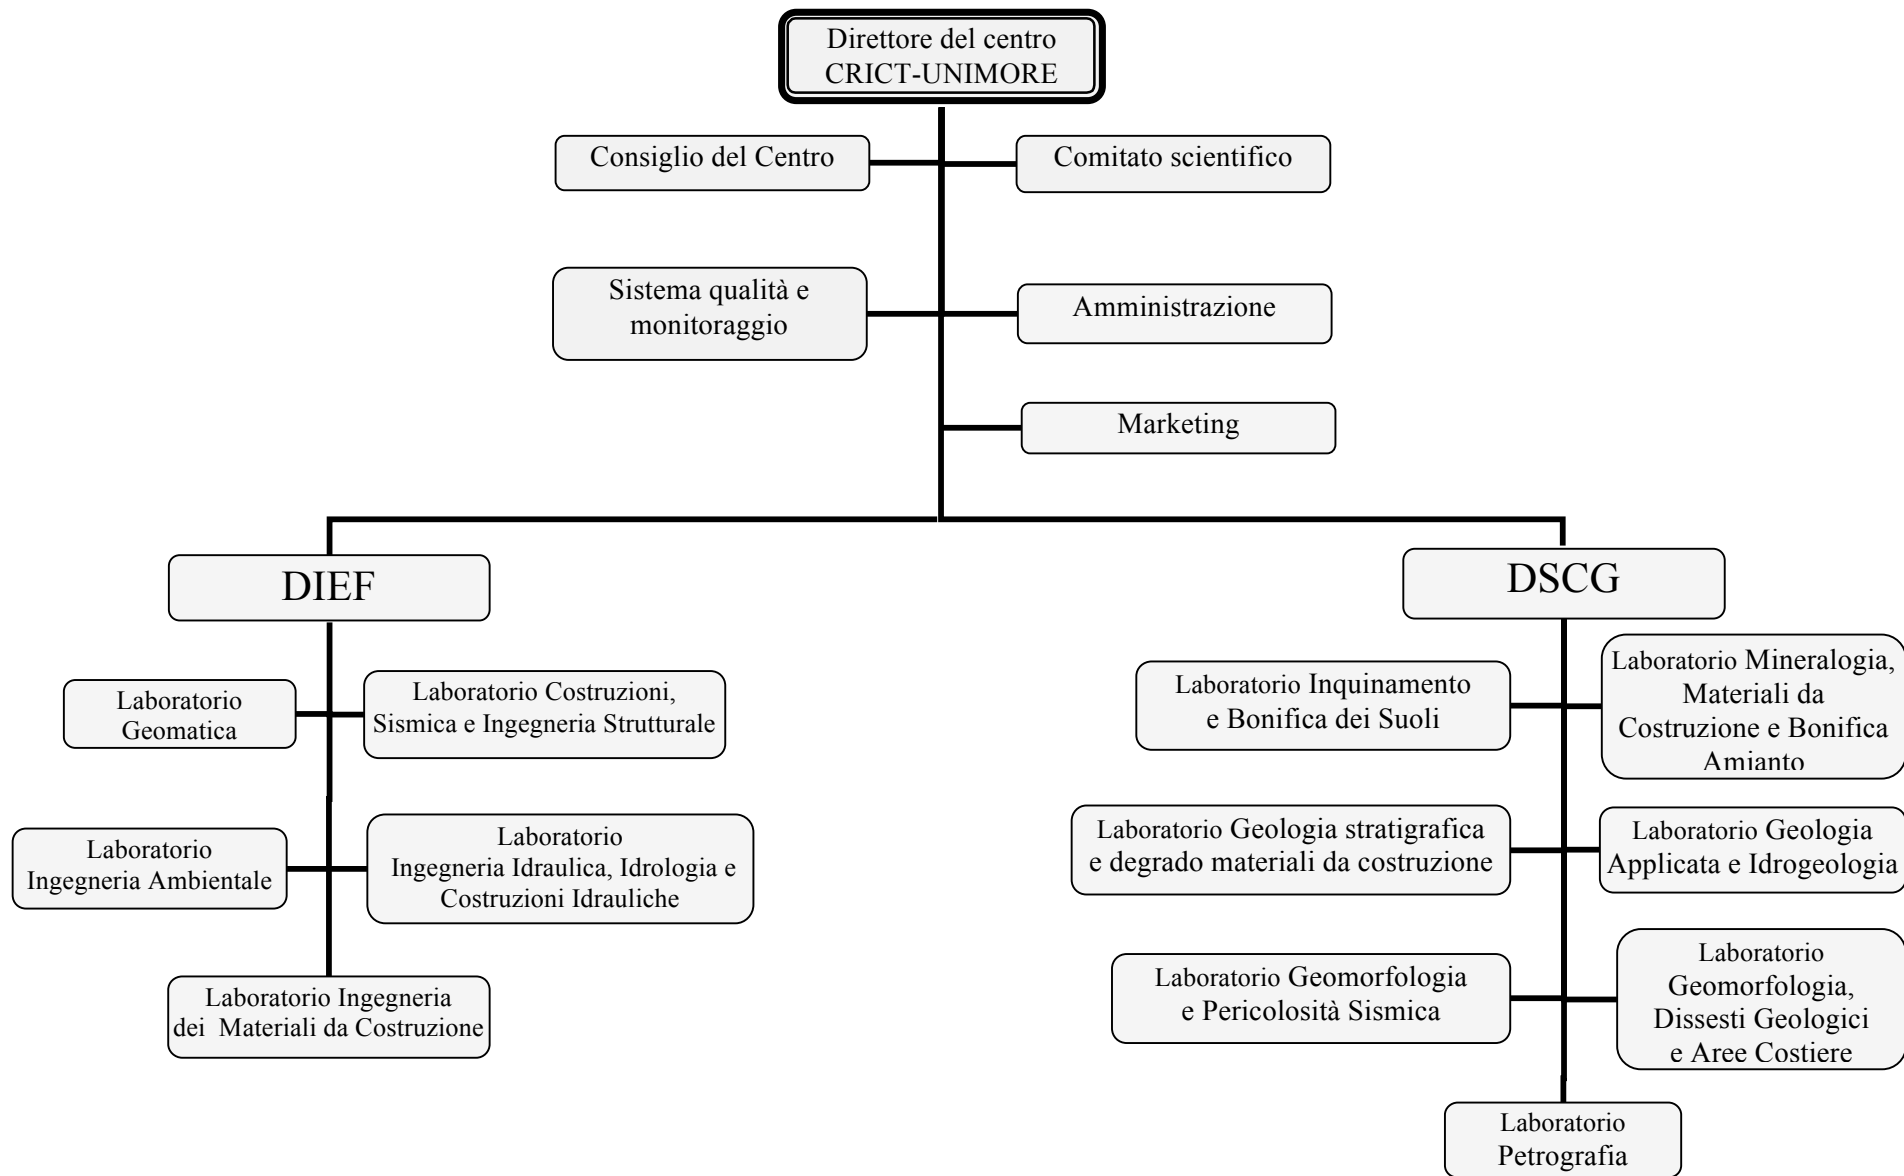 Direttore del centro
CRICT-UNIMORE
Consiglio del Centro
Comitato scientifico
Sistema qualità e
monitoraggio
Amministrazione
Marketing
DIEF
DSCG
Laboratorio
Geomatica
Laboratorio Costruzioni,
Sismica e Ingegneria Strutturale
Laboratorio
Ingegneria Ambientale
Laboratorio
Ingegneria Idraulica, Idrologia e
Costruzioni Idrauliche
Laboratorio Ingegneria
dei Materiali da Costruzione
Laboratorio Inquinamento
e Bonifica dei Suoli
Laboratorio Mineralogia,
Materiali da
Costruzione e Bonifica
Amianto
Laboratorio Geologia stratigrafica
e degrado materiali da costruzione
Laboratorio Geologia
Applicata e Idrogeologia
Laboratorio Geomorfologia
e Pericolosità Sismica
Laboratorio
Geomorfologia,
Dissesti Geologici
e Aree Costiere
Laboratorio
Petrografia